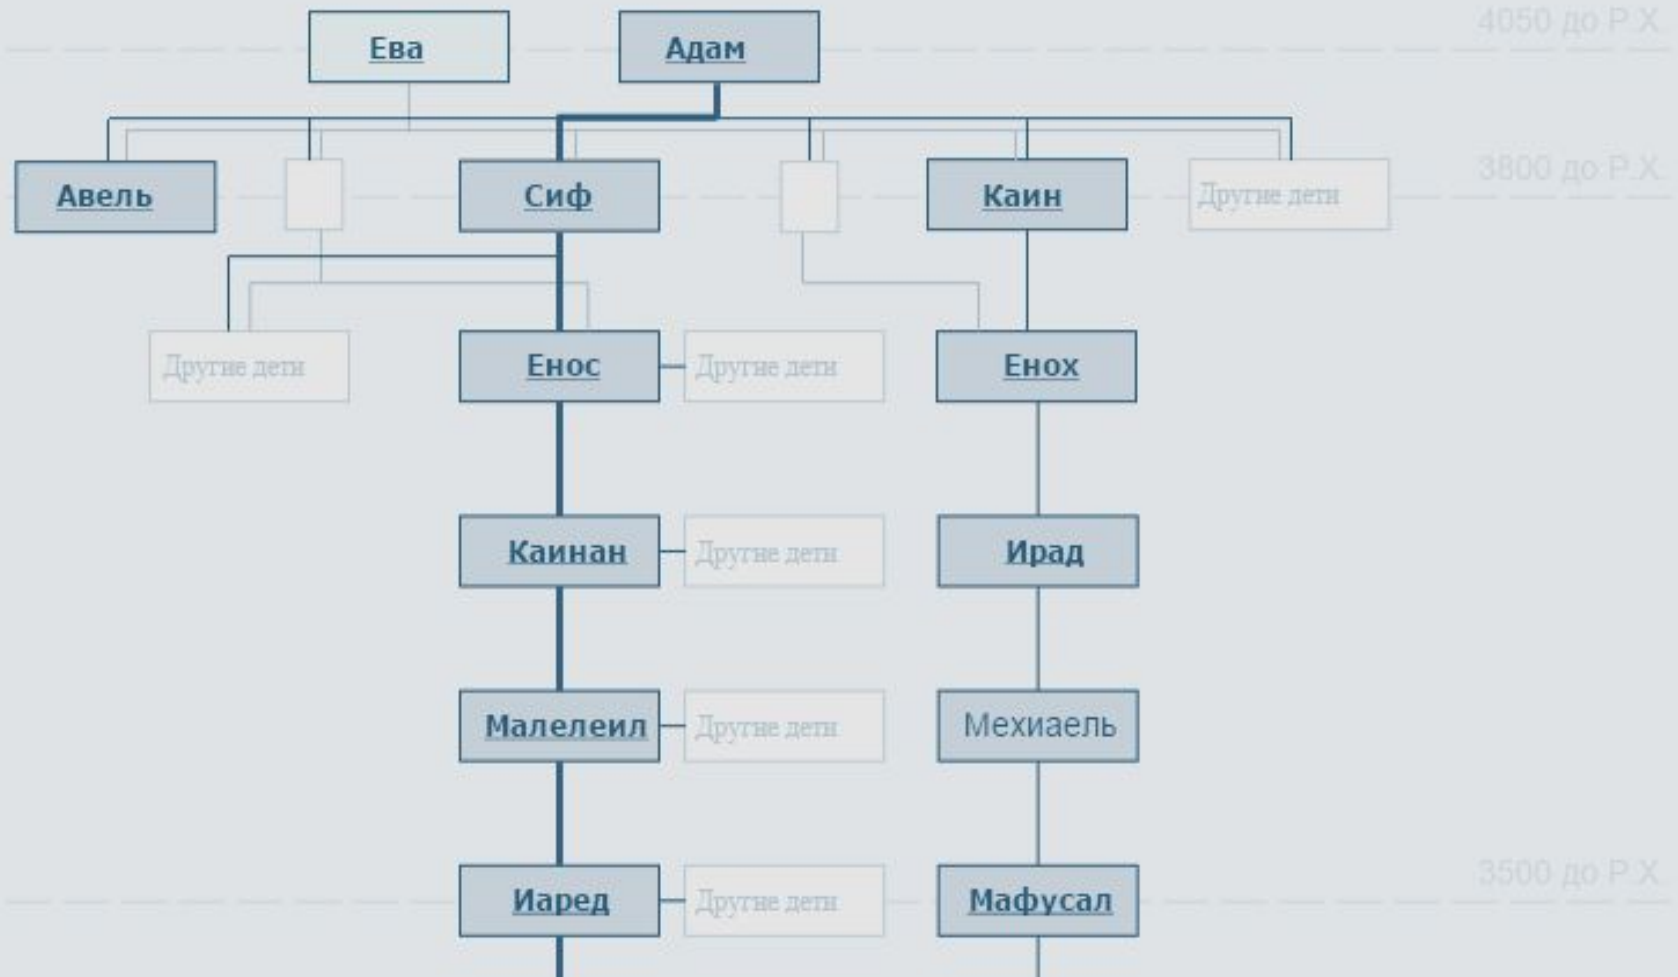 4050 до Р.Х.
Ева
Адам
3800 до Р.Х.
Авель
Сиф
Каин
Другие дети
Другие дети
Енос
Другие дети
Енох
Каинан
Другие дети
Ирад
Малелеил
Другие дети
Мехиаель
3500 до Р.Х.
Иаред
Другие дети
Мафусал